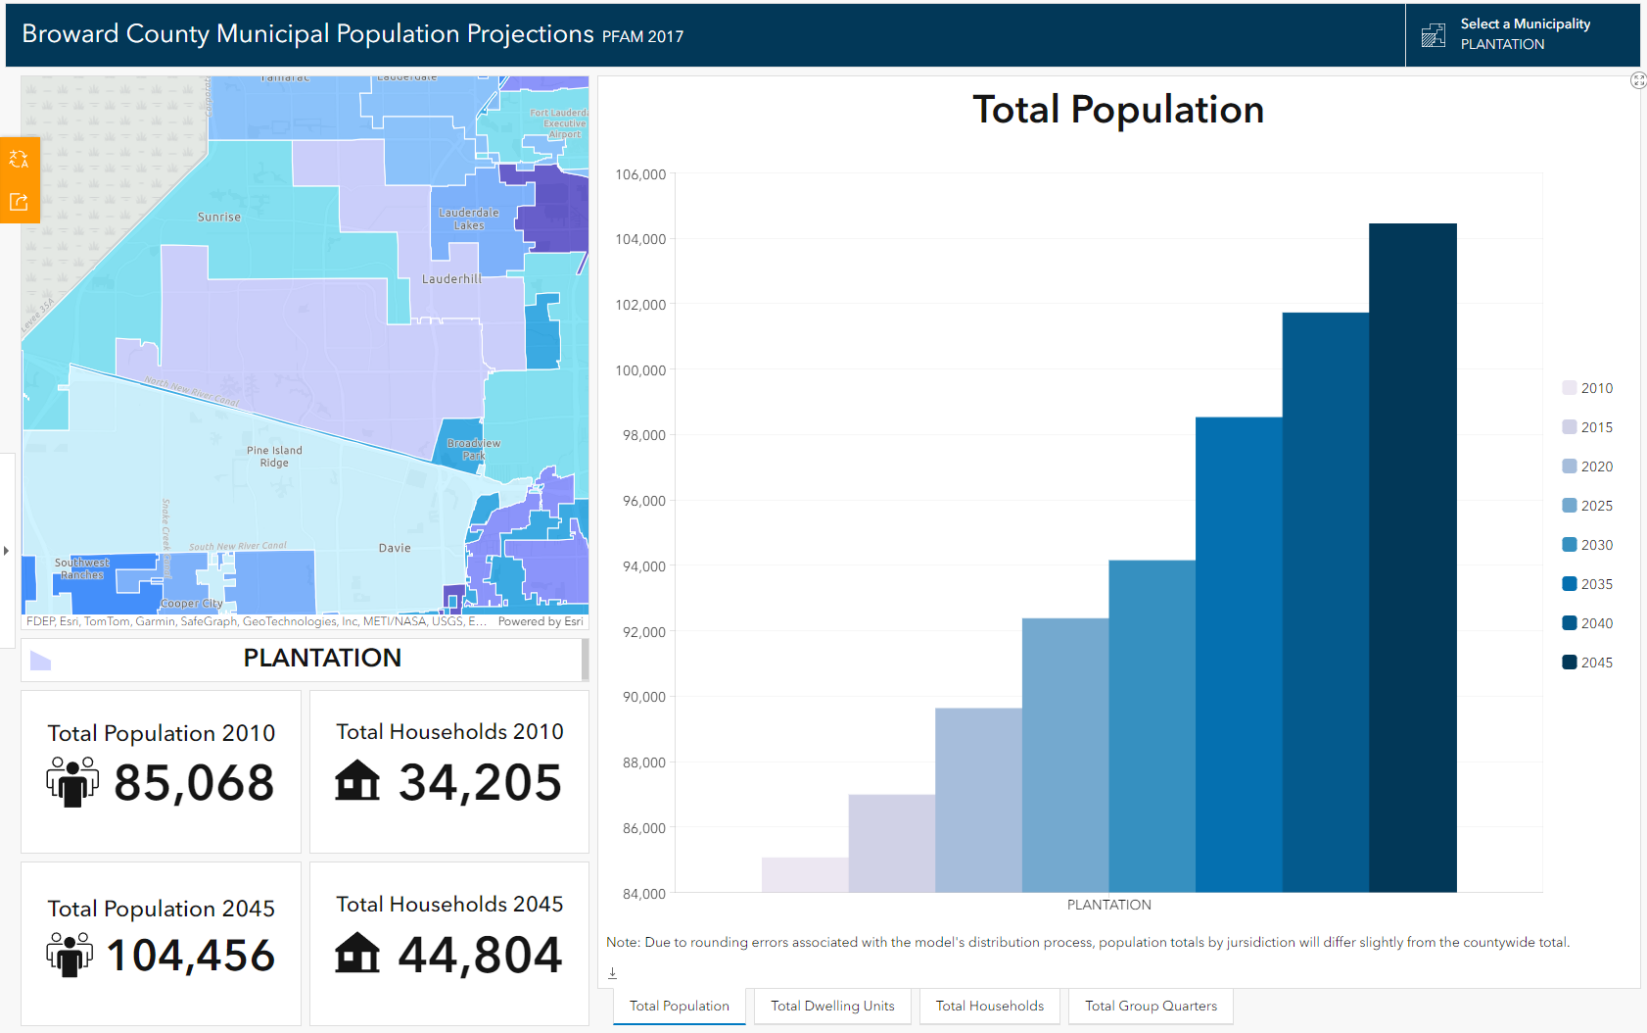 Broward County Municipal Population Projections PFAM 2017
Select a Municipality
PLANTATION
Tamarac
Lauderdale
Fort Lauderd
Executive
Airport
Sunrise
Lauderdale
Lakes
Lauderhill
Levee 35A
North New River Canal
Broadview
Park
Pine Island
Ridge
South New River Canal
Davie
Southwest
Ranches
Cooper City
FDEP, Esri, TomTom, Garmin, SafeGraph, GeoTechnologies, Inc, METI/NASA, USGS, E... Powered by Esri
PLANTATION
Total Population 2010
85,068
Total Households 2010
34,205
Total Population 2045
104,456
Total Households 2045
44,804
Total Population
106,000
104,000
102,000
100,000
98,000
96,000
94,000
92,000
90,000
88,000
86,000
84,000
PLANTATION
2010
2015
2020
2025
2030
2035
2040
2045
Note: Due to rounding errors associated with the model's distribution process, population totals by jursidiction will differ slightly from the countywide total.
Total Population Total Dwelling Units Total Households Total Group Quarters